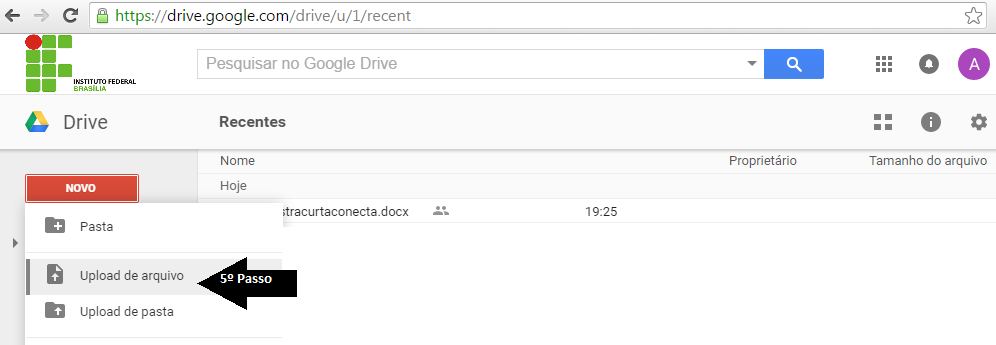 https://drive.google.com/drive/u/1/recent
Pesquisar no Google Drive
INSTITUTO FEDERAL
BRASÍLIA
A
Drive
Recentes
Nome Proprietário Tamanho do arquivo
NOVO
Hoje
stracurtaconecta.docx 19:25
Pasta
Upload de arquivo
5º Passo
Upload de pasta